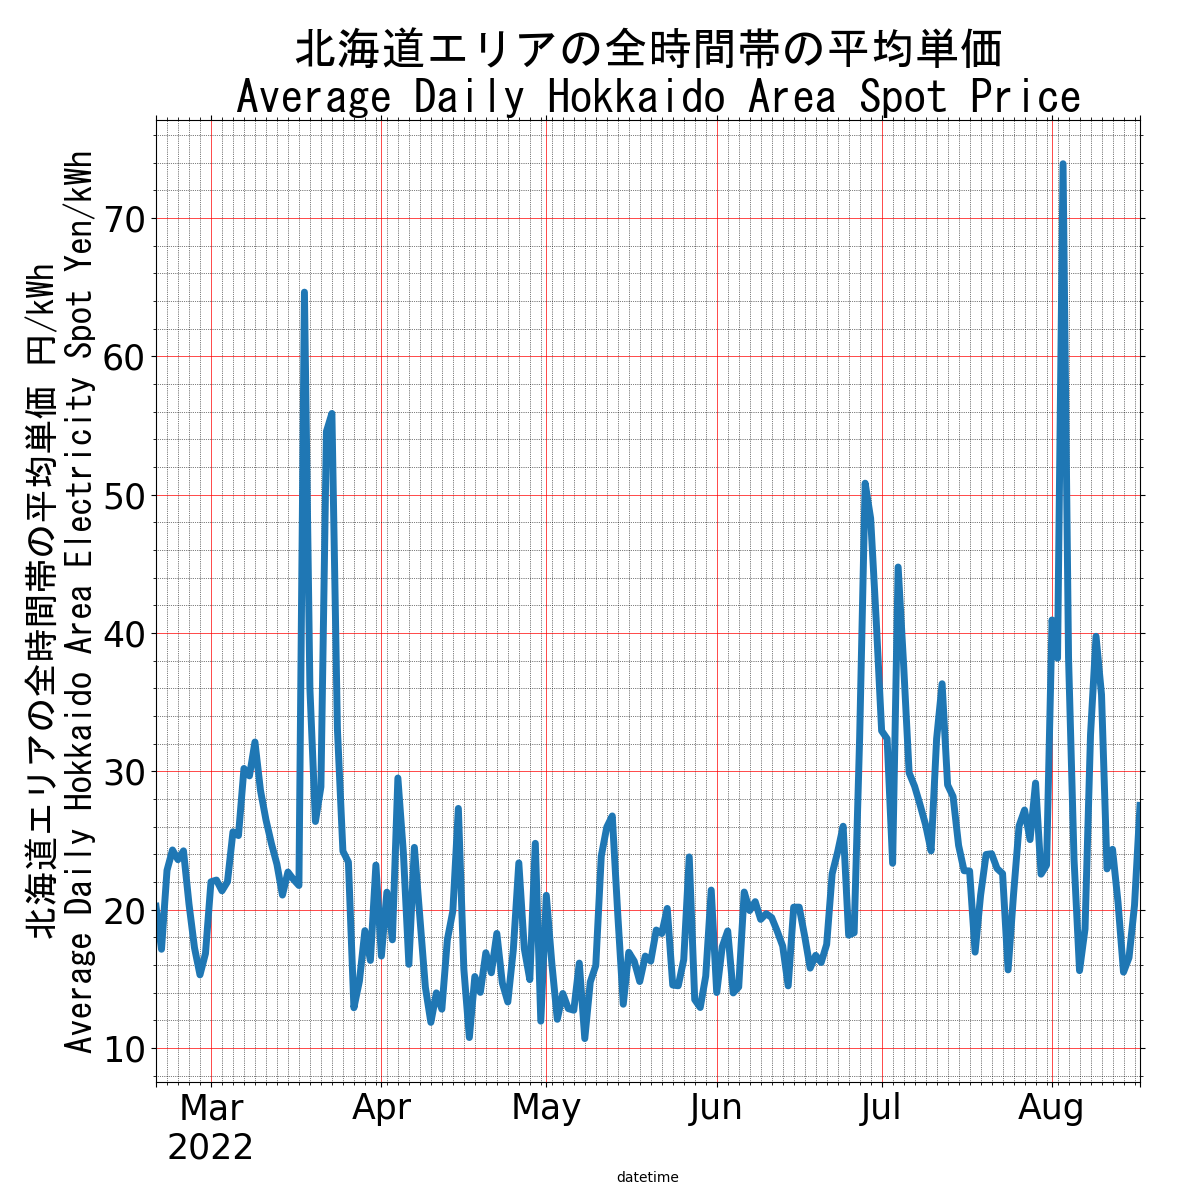 北海道エリアの全時間帯の平均単価
Average Daily Hokkaido Area Spot Price
北海道エリアの全時間帯の平均単価 円/kWh
Average Daily Hokkaido Area Electricity Spot Yen/kWh
70
60
50
40
30
20
10
Mar
2022
Apr
May
Jun
Jul
Aug
datetime